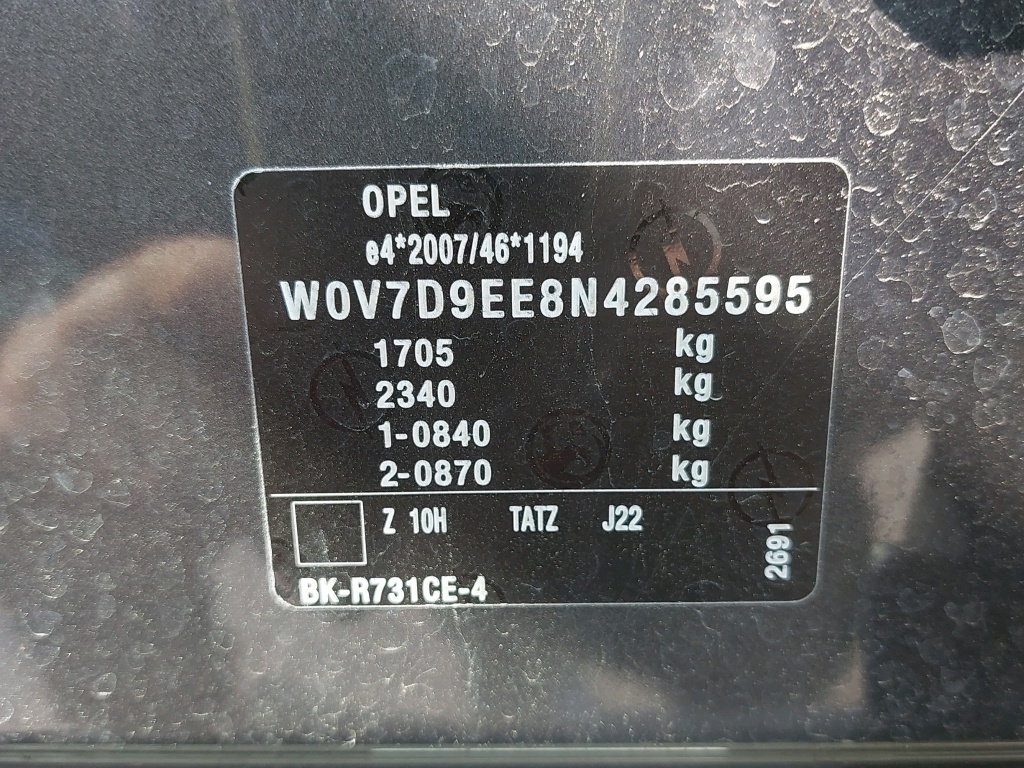 OPEL
e4*2007/46*1194
W0V7D9EE8N4285595
1705 kg
2340 kg
1-0840 kg
2-0870 kg
Z 10H TATZ J22
2691
BK-R731CE-4